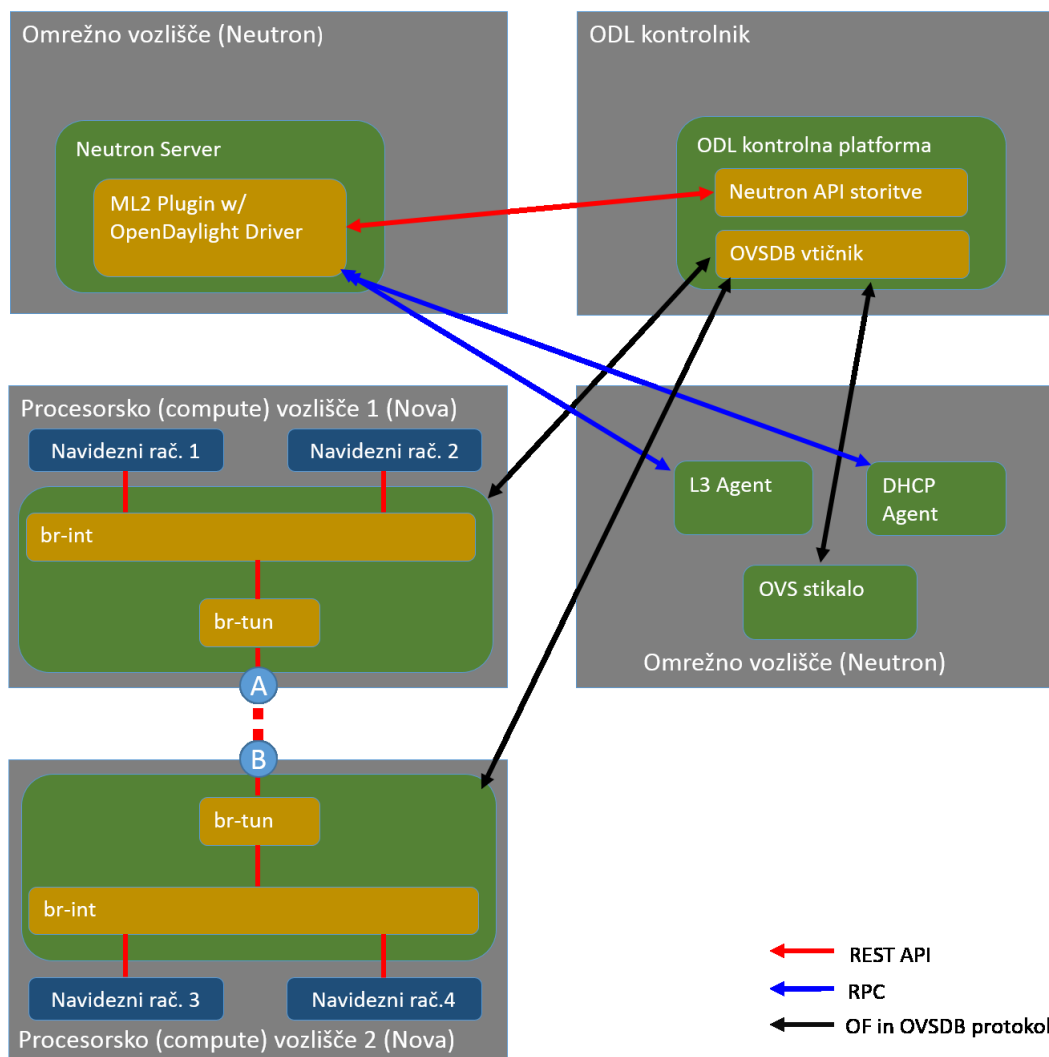 Omrežno vozlišče (Neutron)
Neutron Server
ML2 Plugin w/
OpenDaylight Driver
ODL kontrolnik
ODL kontrolna platforma
Neutron API storitve
OVSDB vtičnik
Procesorsko (compute) vozlišče 1 (Nova)
Navidezni rač. 1
Navidezni rač. 2
br-int
br-tun
A
L3 Agent
DHCP
Agent
OVS stikalo
Omrežno vozlišče (Neutron)
B
br-tun
br-int
Navidezni rač. 3
Navidezni rač.4
Procesorsko (compute) vozlišče 2 (Nova)
REST API
RPC
OF in OVSDB protokol